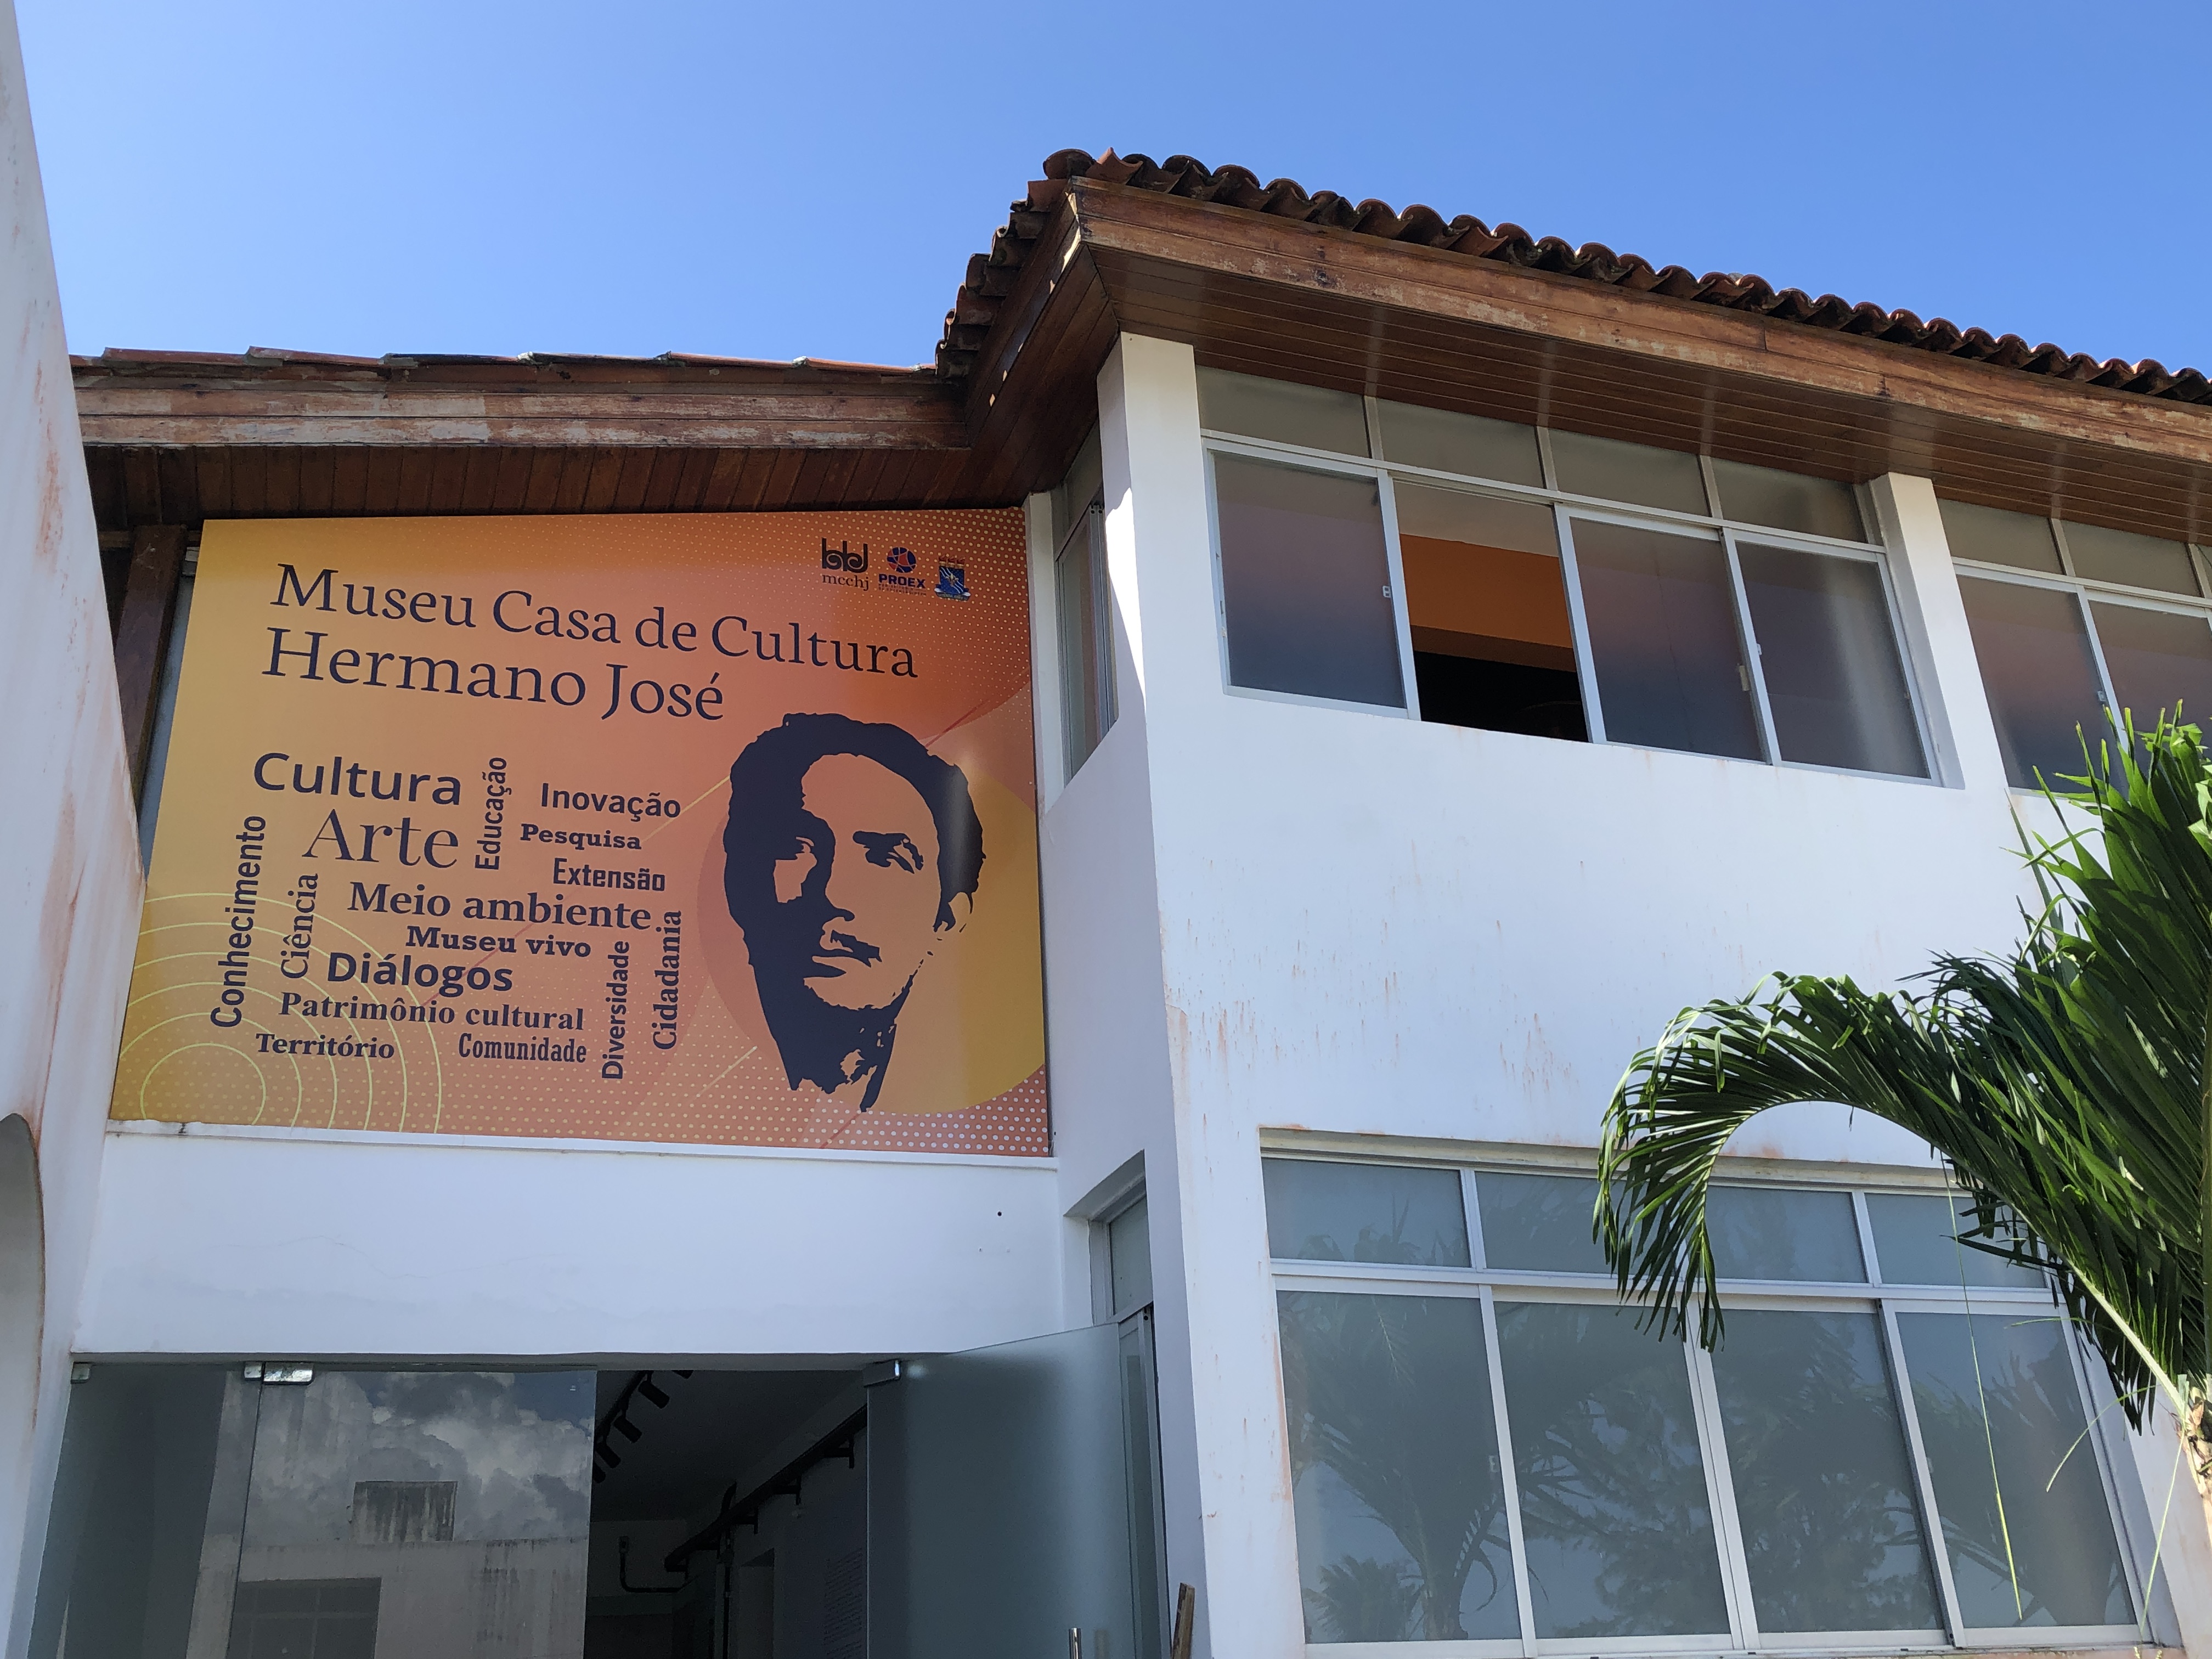 mcchj
PROEX
Museu Casa de Cultura
Hermano José
Cultura
Educação
Inovação
Arte
Pesquisa
Extensão
Conhecimento
Ciência
Meio ambiente
Museu vivo
Diálogos
Diversidade
Cidadania
Patrimônio cultural
Território
Comunidade